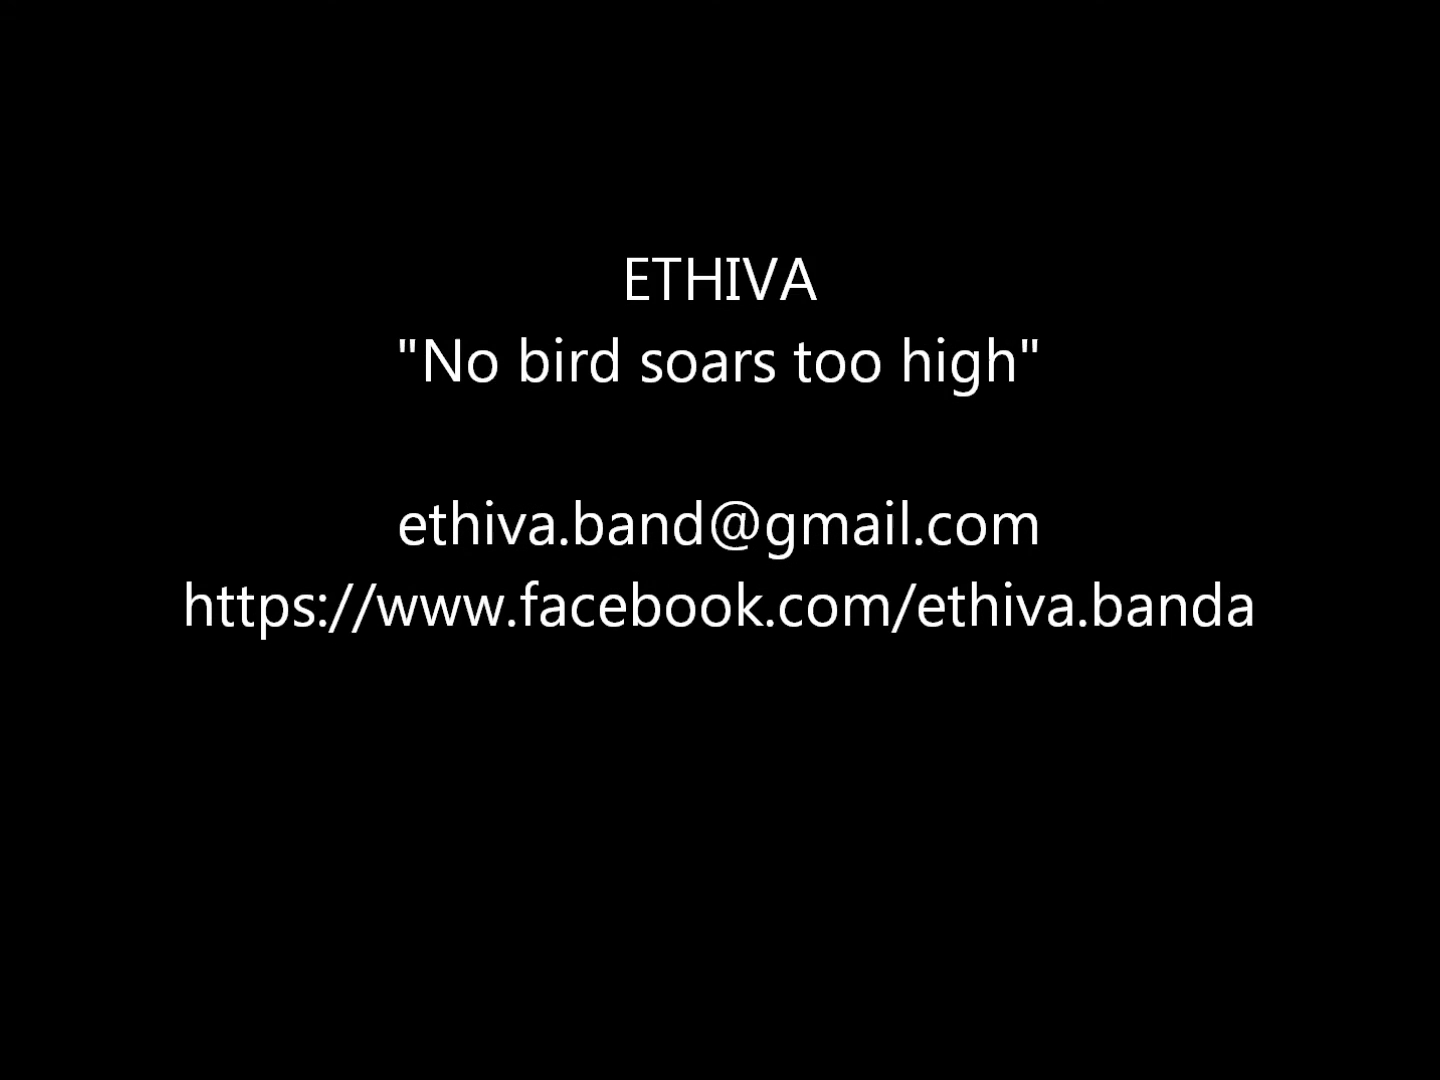 ETHIVA
"No bird soars too high"
ethiva.band@gmail.com
https://www.facebook.com/ethiva.banda